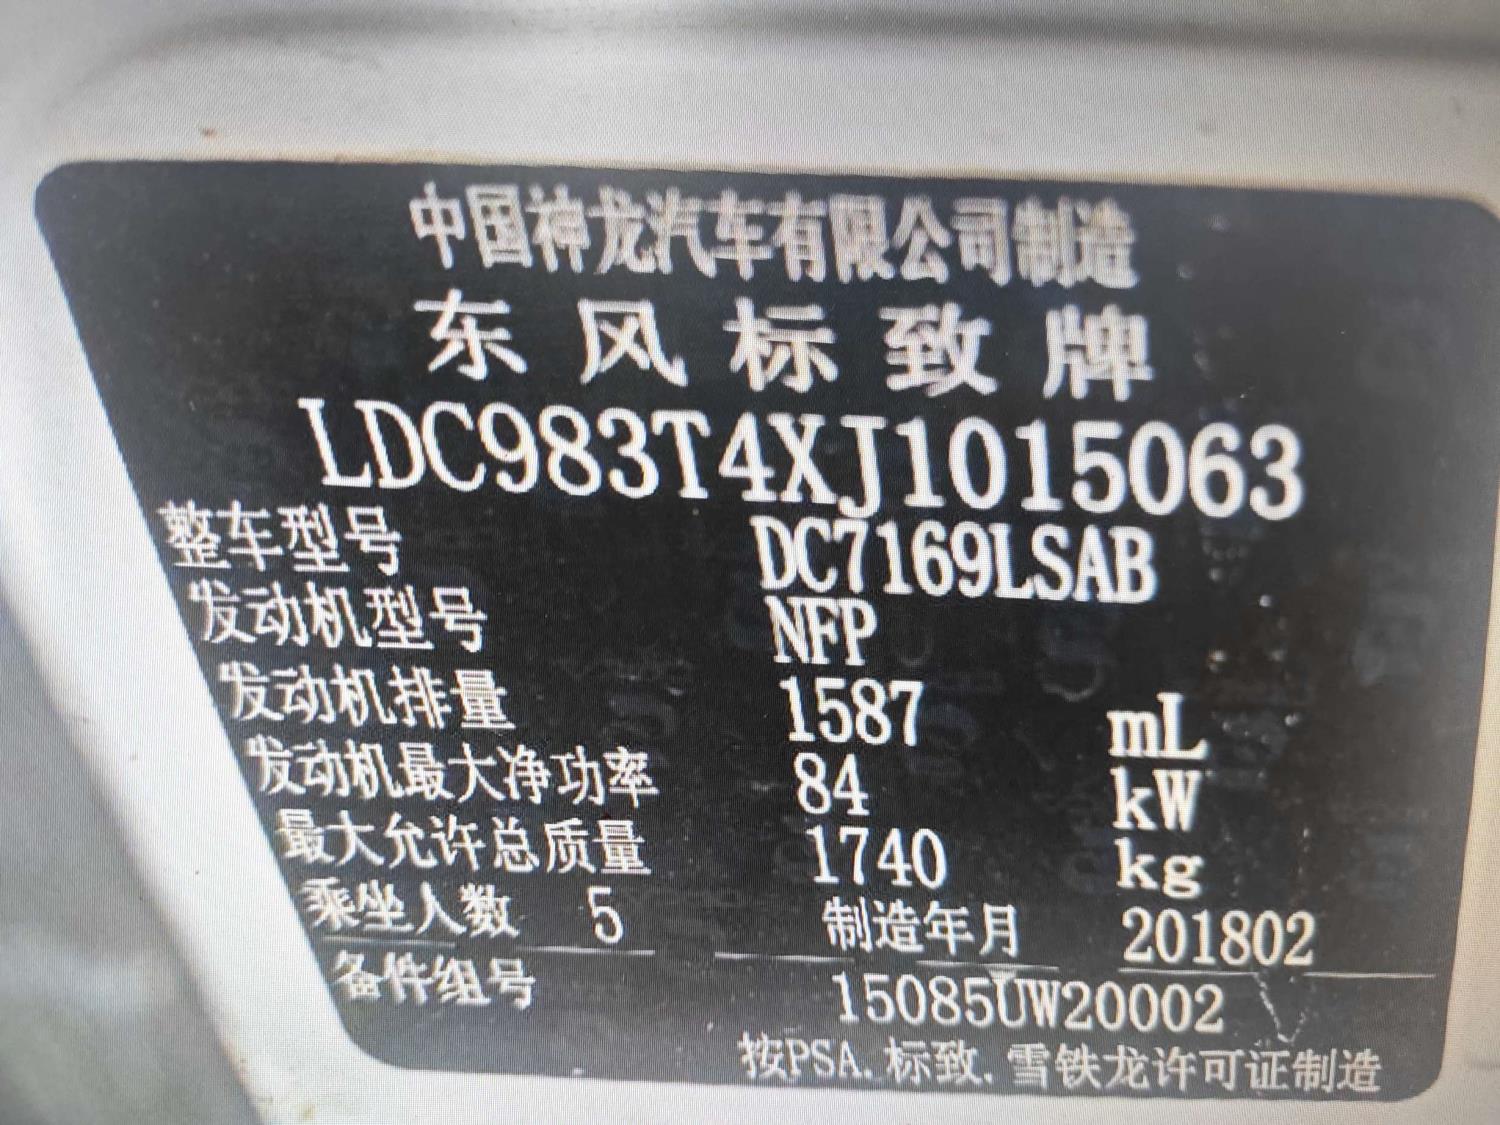 中国神龙汽车有限公司制造
东风标致牌
LDC983T4XJ1015063
整车型号 DC7169LSAB
发动机型号 NFP
发动机排量 1587 mL
发动机最大净功率 84 kW
最大允许总质量 1740 kg
乘坐人数 5 制造年月 201802
备件组号 15085UW20002
按PSA.标致.雪铁龙许可证制造